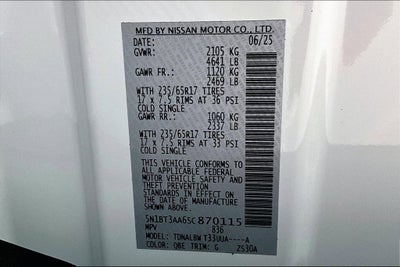 MFD BY NISSAN MOTOR CO., LTD.
DATE: 06/25
GVWR: 2105 KG
4641 LB
GAWR FR.: 1120 KG
2469 LB
WITH 235/65R17 TIRES
17 x 7.5 RIMS AT 36 PSI
COLD SINGLE
GAWR RR.: 1060 KG
2337 LB
WITH 235/65R17 TIRES
17 x 7.5 RIMS AT 33 PSI
COLD SINGLE
THIS VEHICLE CONFORMS TO
ALL APPLICABLE FEDERAL
MOTOR VEHICLE SAFETY AND THEFT
PREVENTION STANDARDS
IN EFFECT ON THE DATE OF
MANUFACTURE SHOWN ABOVE.
5N1BT3AA6SC870115
MPV 836
MODEL: TDNALBW T33UUA----A
COLOR: QBE TRIM: G ZS30A